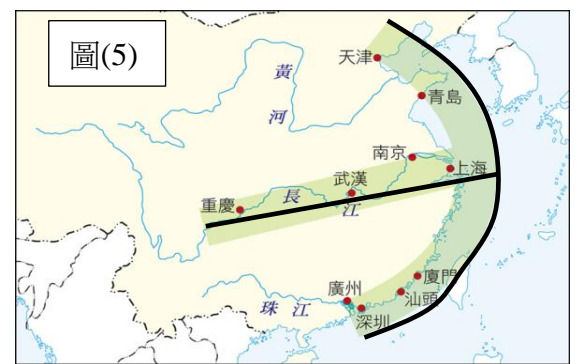 圖(5)
天津
黃
河
青島
南京
上海
武漢
重慶
長
江
廈門
汕頭
廣州
深圳
珠江